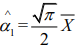 α̂₁ = √π/2 X̄